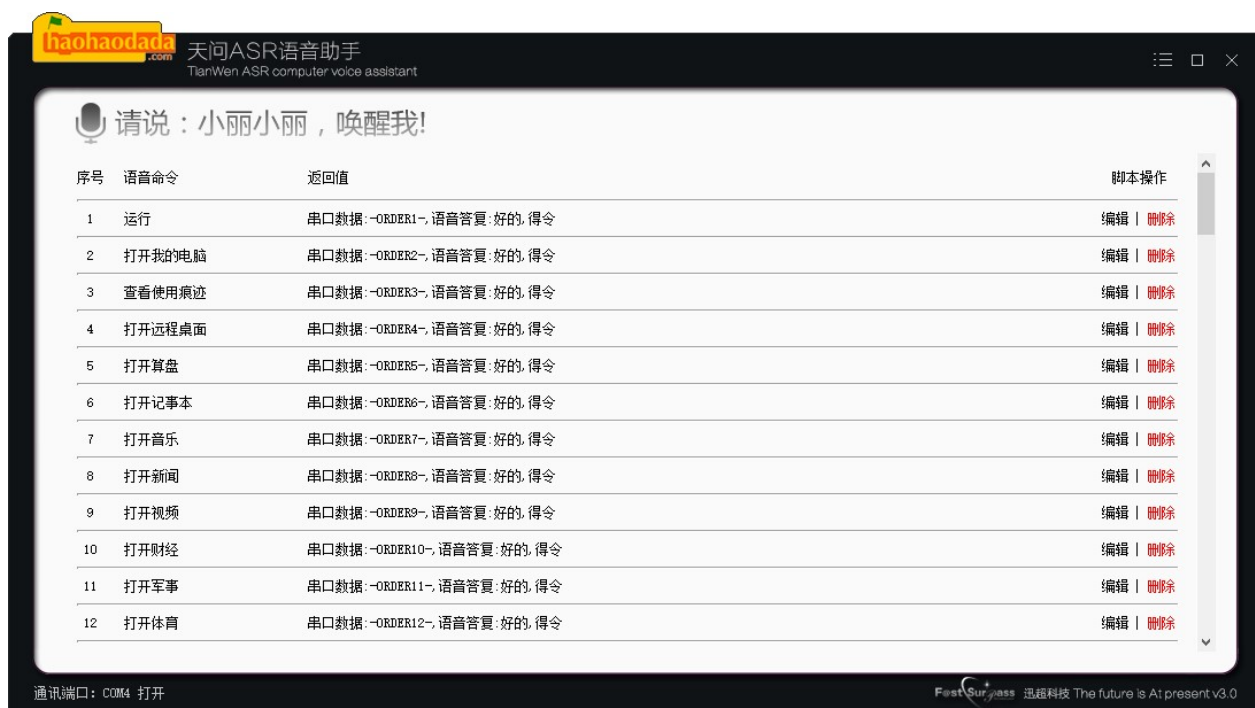 haohaodada
.com
天问ASR语音助手
TianWen ASR computer voice assistant
请说：小丽小丽，唤醒我!
序号 语音命令 返回值 脚本操作
1 运行 串口数据:-ORDER1-,语音答复:好的,得令 编辑 | 删除
2 打开我的电脑 串口数据:-ORDER2-,语音答复:好的,得令 编辑 | 删除
3 查看使用痕迹 串口数据:-ORDER3-,语音答复:好的,得令 编辑 | 删除
4 打开远程桌面 串口数据:-ORDER4-,语音答复:好的,得令 编辑 | 删除
5 打开算盘 串口数据:-ORDER5-,语音答复:好的,得令 编辑 | 删除
6 打开记事本 串口数据:-ORDER6-,语音答复:好的,得令 编辑 | 删除
7 打开音乐 串口数据:-ORDER7-,语音答复:好的,得令 编辑 | 删除
8 打开新闻 串口数据:-ORDER8-,语音答复:好的,得令 编辑 | 删除
9 打开视频 串口数据:-ORDER9-,语音答复:好的,得令 编辑 | 删除
10 打开财经 串口数据:-ORDER10-,语音答复:好的,得令 编辑 | 删除
11 打开军事 串口数据:-ORDER11-,语音答复:好的,得令 编辑 | 删除
12 打开体育 串口数据:-ORDER12-,语音答复:好的,得令 编辑 | 删除
通讯端口: COM4 打开 Fast Surpass 迅超科技 The future is At present v3.0